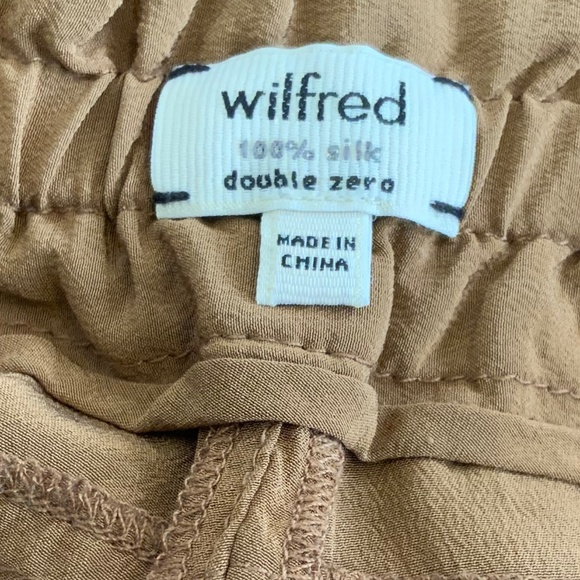 wilfred
100% silk
double zero
MADE IN
CHINA